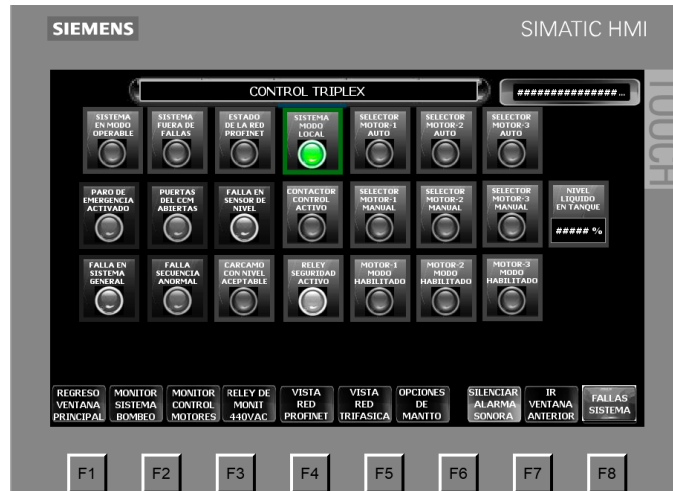 SIEMENS
SIMATIC HMI
TOUCH
CONTROL TRIPLEX
###############...
SISTEMA
EN MODO
OPERABLE
SISTEMA
FUERA DE
FALLAS
ESTADO
DE LA RED
PROFINET
SISTEMA
MODO
LOCAL
SELECTOR
MOTOR-1
AUTO
SELECTOR
MOTOR-2
AUTO
SELECTOR
MOTOR-3
AUTO
PARO DE
EMERGENCIA
ACTIVADO
PUERTAS
DEL CCM
ABIERTAS
FALLA EN
SENSOR DE
NIVEL
CONTACTOR
CONTROL
ACTIVO
SELECTOR
MOTOR-1
MANUAL
SELECTOR
MOTOR-2
MANUAL
SELECTOR
MOTOR-3
MANUAL
NIVEL
LIQUIDO
EN TANQUE
##### %
FALLA EN
SISTEMA
GENERAL
FALLA
SECUENCIA
ANORMAL
CARCAMO
CON NIVEL
ACEPTABLE
RELEY
SEGURIDAD
ACTIVO
MOTOR-1
MODO
HABILITADO
MOTOR-2
MODO
HABILITADO
MOTOR-3
MODO
HABILITADO
REGRESO
VENTANA
PRINCIPAL
MONITOR
SISTEMA
BOMBEO
MONITOR
CONTROL
MOTORES
RELEY DE
MONIT
440VAC
VISTA
RED
PROFINET
VISTA
RED
TRIFASICA
OPCIONES
DE
MANTTO
SILENCIAR
ALARMA
SONORA
IR
VENTANA
ANTERIOR
FALLAS
SISTEMA
F1
F2
F3
F4
F5
F6
F7
F8